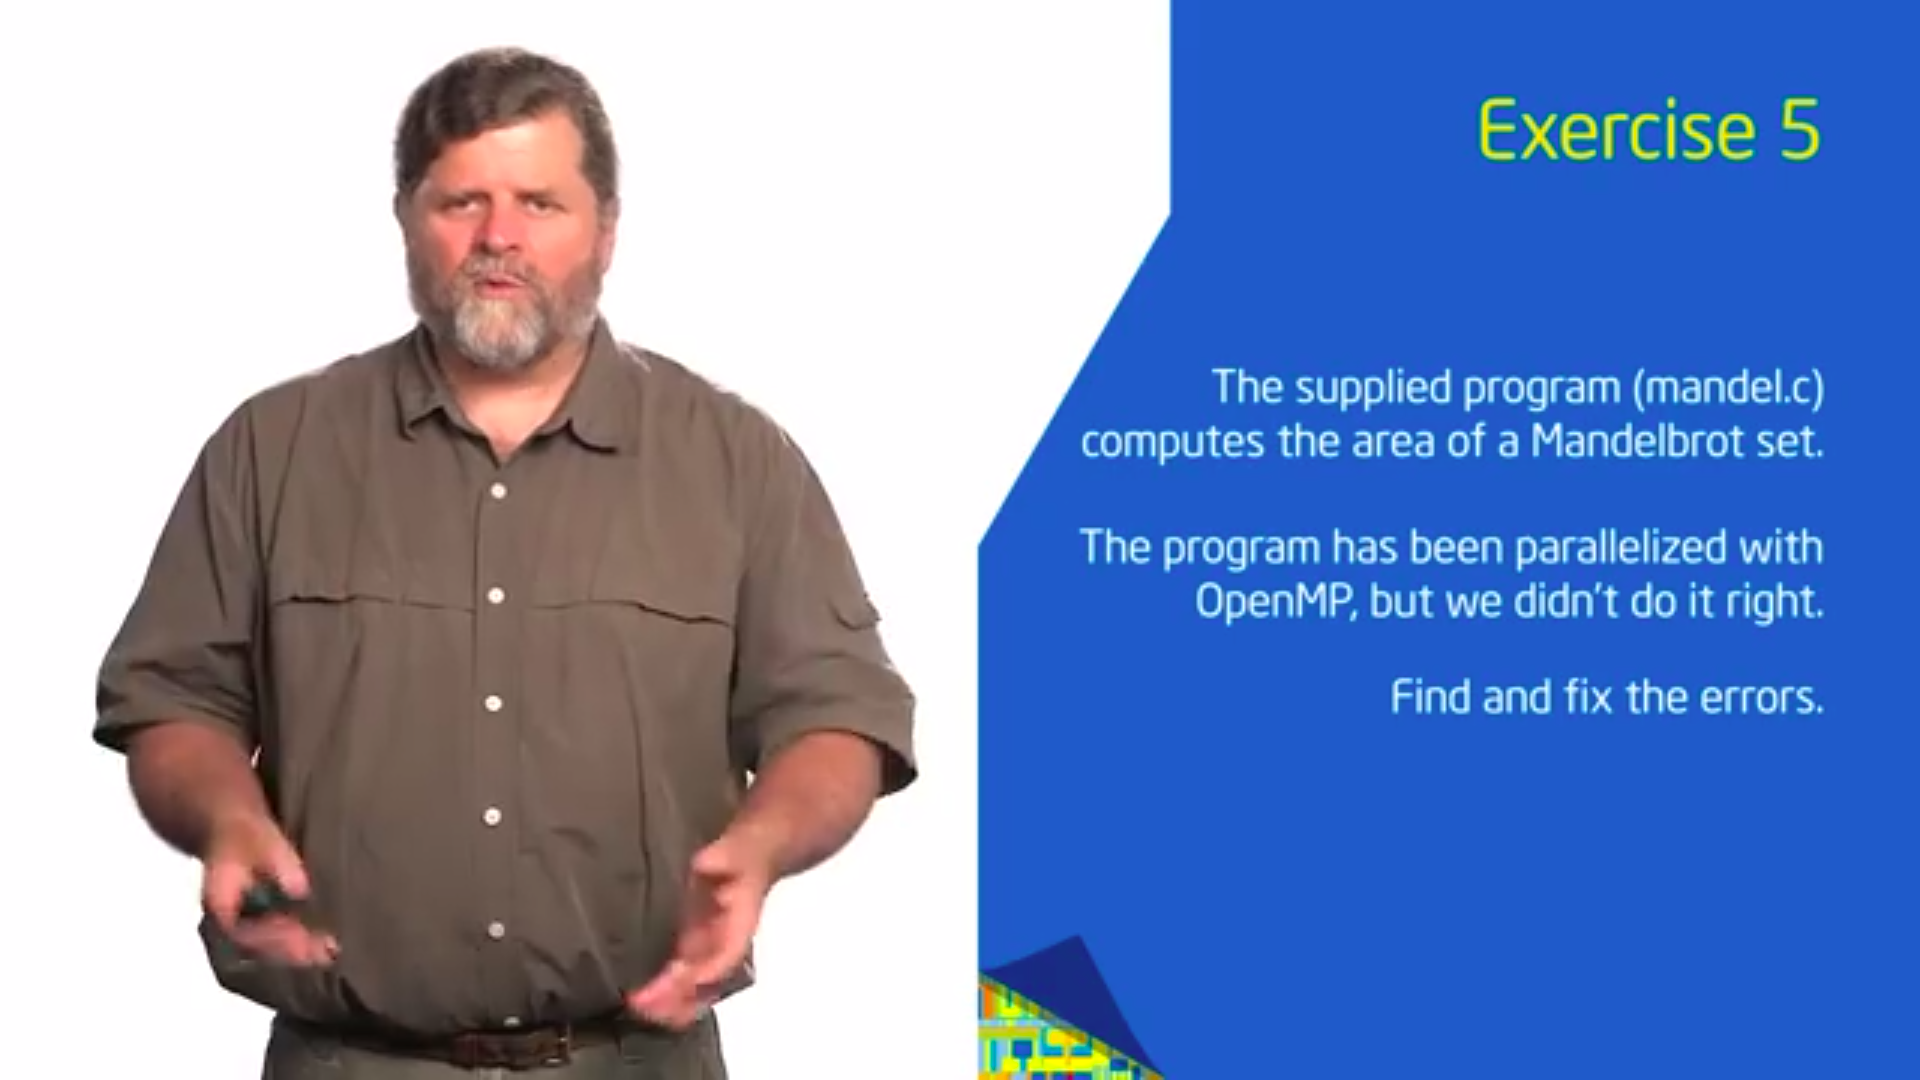 Exercise 5
The supplied program (mandel.c)
computes the area of a Mandelbrot set.
The program has been parallelized with
OpenMP, but we didn't do it right.
Find and fix the errors.